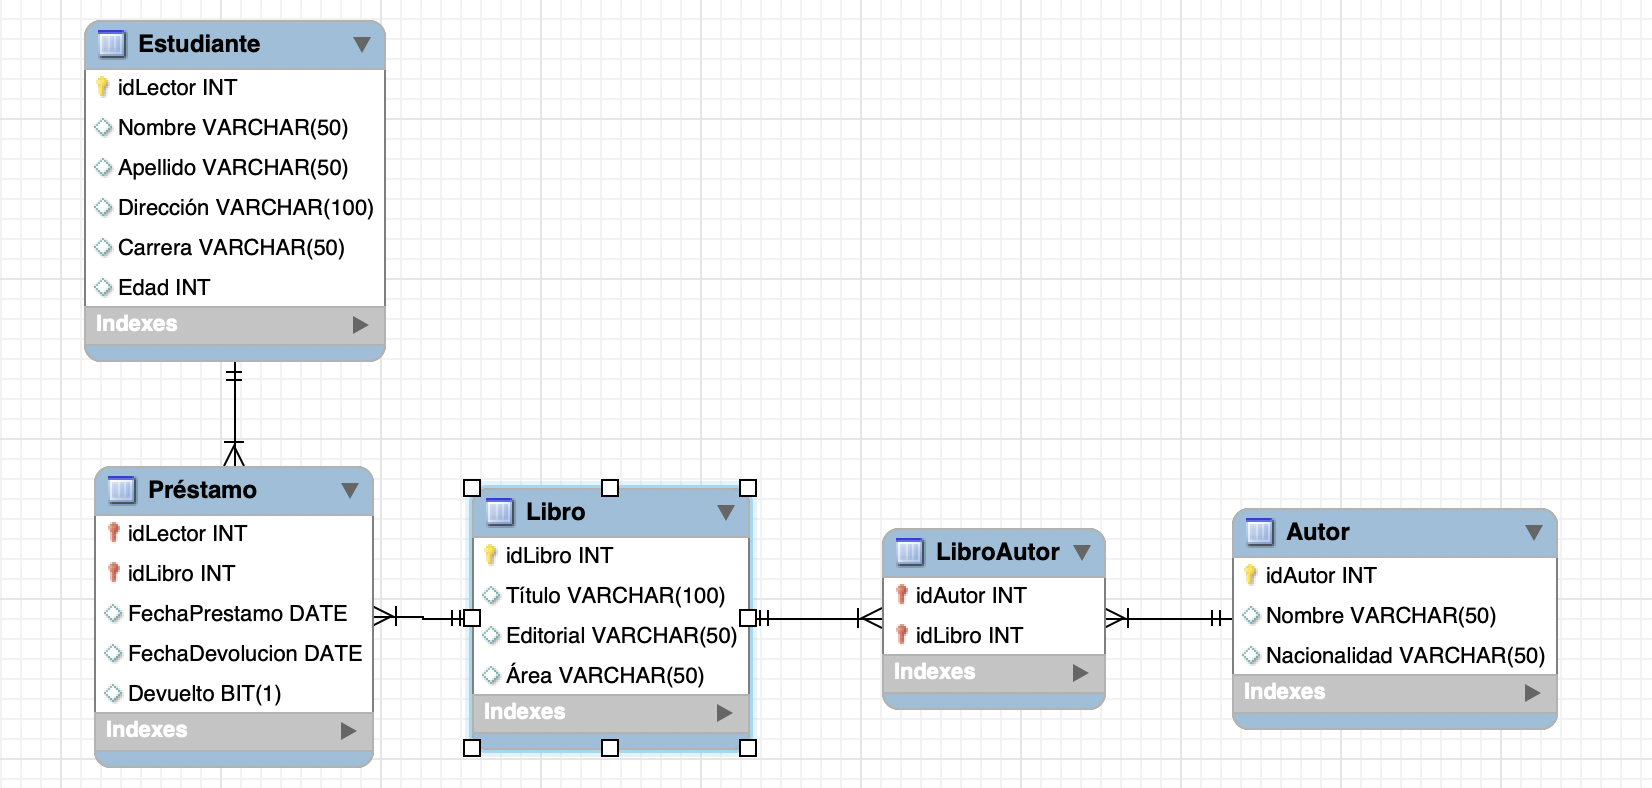 Estudiante
idLector INT
Nombre VARCHAR(50)
Apellido VARCHAR(50)
Dirección VARCHAR(100)
Carrera VARCHAR(50)
Edad INT
Indexes
Préstamo
idLector INT
idLibro INT
FechaPrestamo DATE
FechaDevolucion DATE
Devuelto BIT(1)
Indexes
Libro
idLibro INT
Título VARCHAR(100)
Editorial VARCHAR(50)
Área VARCHAR(50)
Indexes
LibroAutor
idAutor INT
idLibro INT
Indexes
Autor
idAutor INT
Nombre VARCHAR(50)
Nacionalidad VARCHAR(50)
Indexes